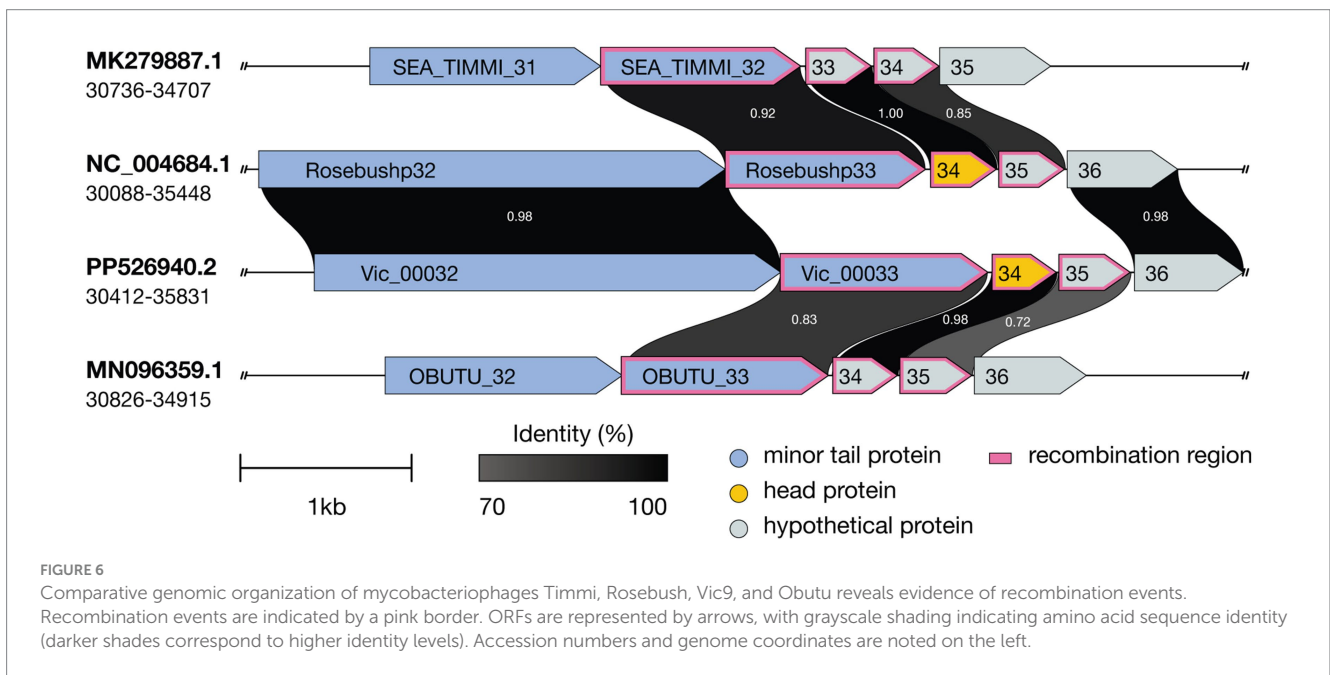 MK279887.1
30736-34707
SEA_TIMMI_31 SEA_TIMMI_32 33 34 35
0.92 1.00 0.85
NC_004684.1
30088-35448
Rosebushp32 Rosebushp33 34 35 36
0.98 0.98
PP526940.2
30412-35831
Vic_00032 Vic_00033 34 35 36
0.83 0.98 0.72
MN096359.1
30826-34915
OBUTU_32 OBUTU_33 34 35 36
1kb
Identity (%)
70 100
minor tail protein
head protein
hypothetical protein
recombination region
FIGURE 6
Comparative genomic organization of mycobacteriophages Timmi, Rosebush, Vic9, and Obutu reveals evidence of recombination events.
Recombination events are indicated by a pink border. ORFs are represented by arrows, with grayscale shading indicating amino acid sequence identity
(darker shades correspond to higher identity levels). Accession numbers and genome coordinates are noted on the left.